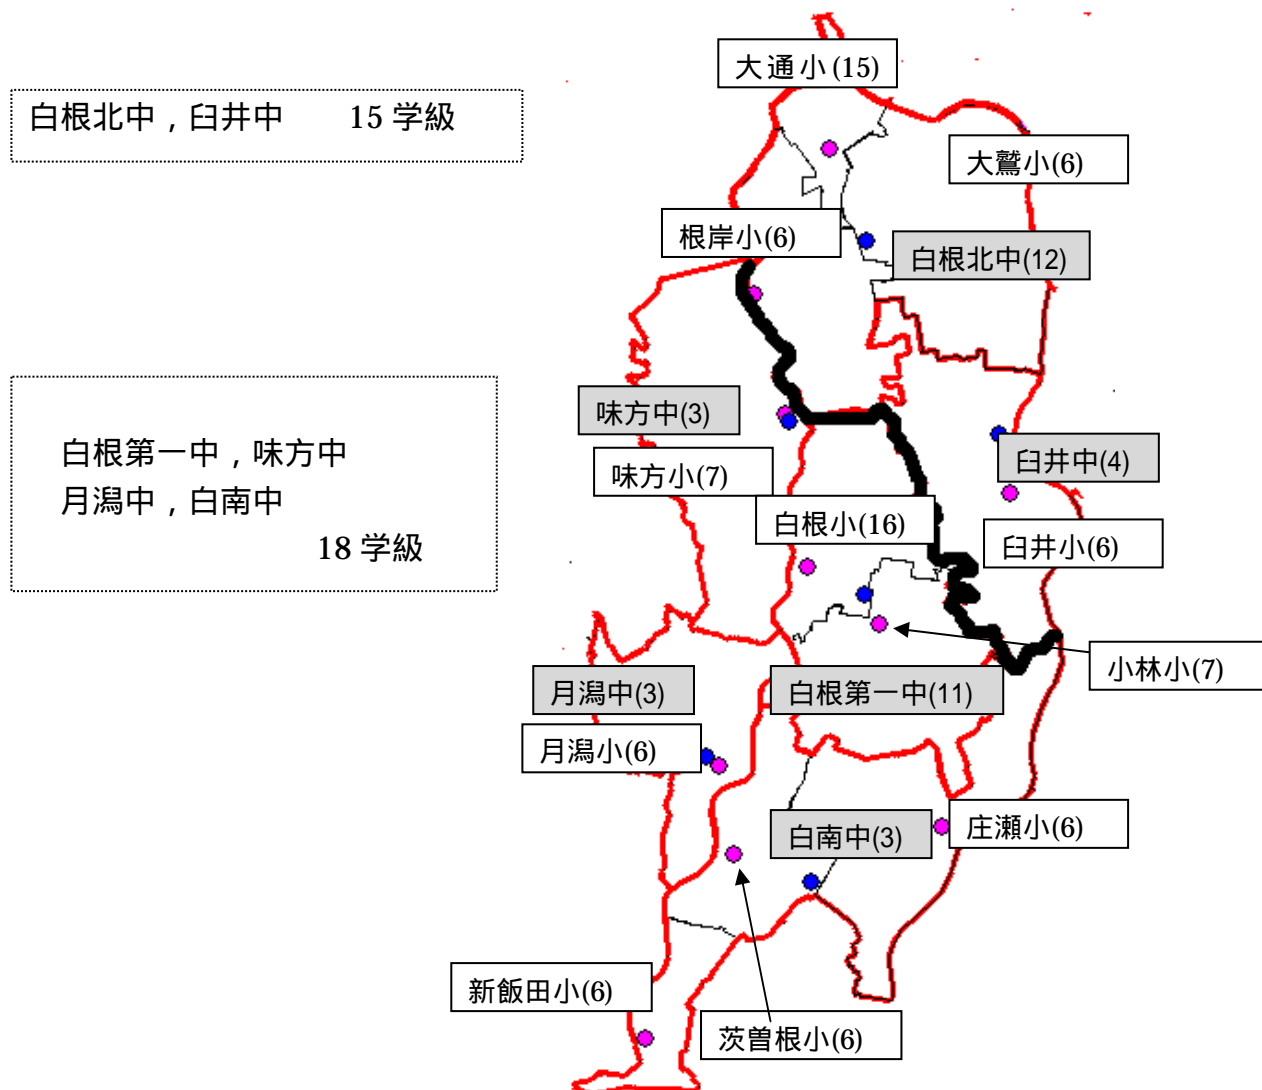 大通小(15)
白根北中，臼井中　　15 学級
大鷲小(6)
根岸小(6)
白根北中(12)
味方中(3)
白根第一中，味方中
月潟中，白南中
18 学級
臼井中(4)
味方小(7)
白根小(16)
臼井小(6)
小林小(7)
月潟中(3)
白根第一中(11)
月潟小(6)
白南中(3)
庄瀬小(6)
新飯田小(6)
茨曽根小(6)